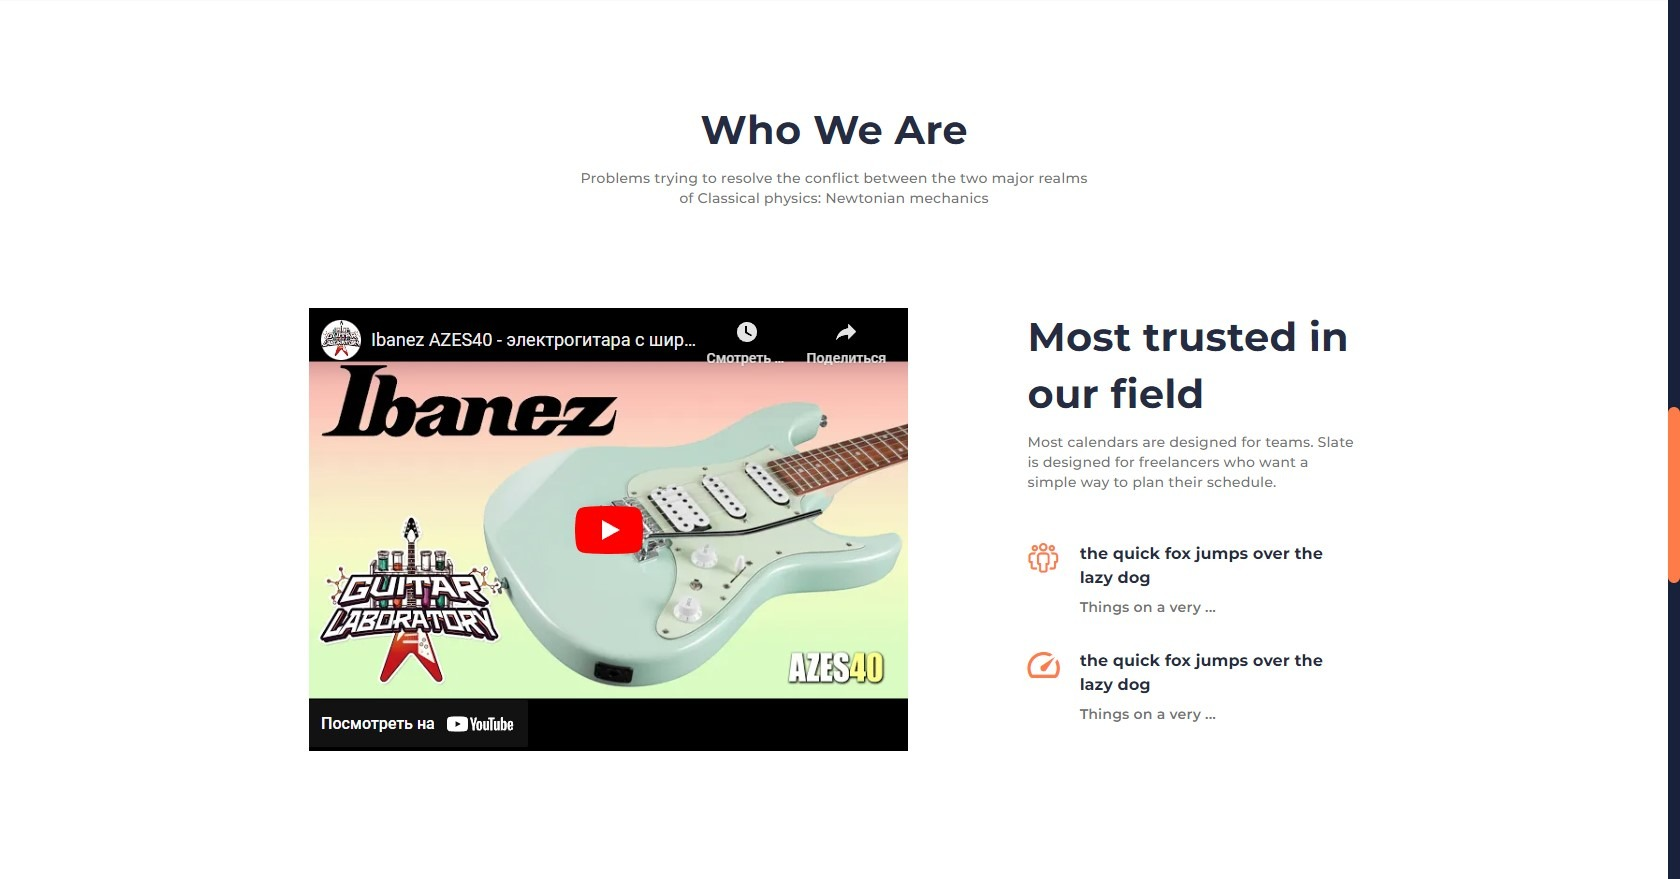 Who We Are
Problems trying to resolve the conflict between the two major realms
of Classical physics: Newtonian mechanics
Ibanez AZES40 - электрогитара с шир...
Смотреть ...
Поделиться
Ibanez
GUITAR
LABORATORY
AZES40
Посмотреть на YouTube
Most trusted in
our field
Most calendars are designed for teams. Slate
is designed for freelancers who want a
simple way to plan their schedule.
the quick fox jumps over the
lazy dog
Things on a very ...
the quick fox jumps over the
lazy dog
Things on a very ...